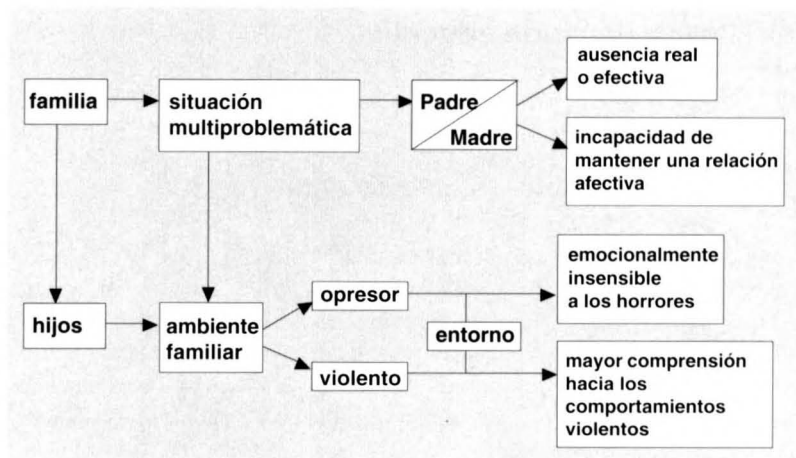 familia
situación
multiproblemática
Padre
Madre
ausencia real
o efectiva
incapacidad de
mantener una relación
afectiva
hijos
ambiente
familiar
opresor
entorno
violento
emocionalmente
insensible
a los horrores
mayor comprensión
hacia los
comportamientos
violentos